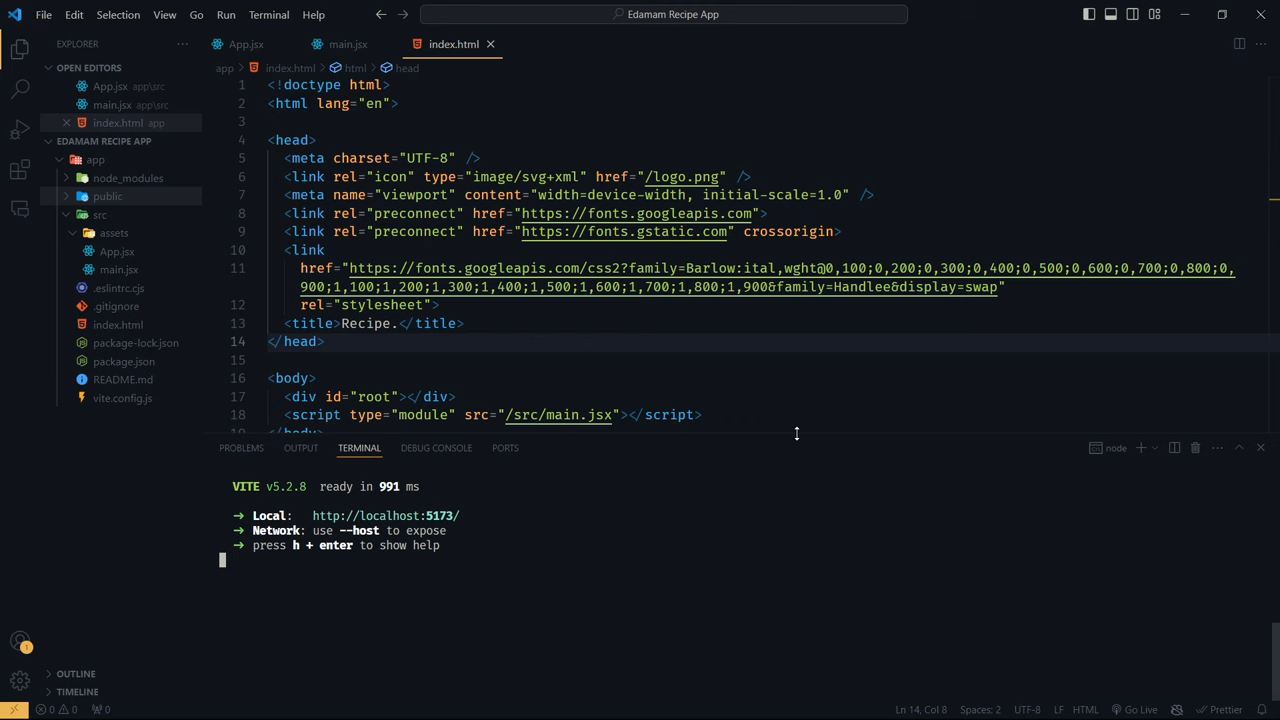 File Edit Selection View Go Run Terminal Help
Edamam Recipe App
EXPLORER
App.jsx
main.jsx
index.html
OPEN EDITORS
App.jsx app\src
main.jsx app\src
index.html app
EDAMAM RECIPE APP
app
node_modules
public
src
assets
App.jsx
main.jsx
.eslintrc.cjs
.gitignore
index.html
package-lock.json
package.json
README.md
vite.config.js
OUTLINE
TIMELINE
app > index.html > html > head
1 <!doctype html>
2 <html lang="en">
3
4 <head>
5 <meta charset="UTF-8" />
6 <link rel="icon" type="image/svg+xml" href="/logo.png" />
7 <meta name="viewport" content="width=device-width, initial-scale=1.0" />
8 <link rel="preconnect" href="https://fonts.googleapis.com">
9 <link rel="preconnect" href="https://fonts.gstatic.com" crossorigin>
10 <link
11 href="https://fonts.googleapis.com/css2?family=Barlow:ital,wght@0,100;0,200;0,300;0,400;0,500;0,600;0,700;0,800;0,
900;1,100;1,200;1,300;1,400;1,500;1,600;1,700;1,800;1,900&family=Handlee&display=swap"
12 rel="stylesheet">
13 <title>Recipe.</title>
14 </head>
15
16 <body>
17 <div id="root"></div>
18 <script type="module" src="/src/main.jsx"></script>
19 </body>
PROBLEMS OUTPUT TERMINAL DEBUG CONSOLE PORTS
node
VITE v5.2.8 ready in 991 ms
➜ Local: http://localhost:5173/
➜ Network: use --host to expose
➜ press h + enter to show help
1
0 0 0
Ln 14, Col 8 Spaces: 2 UTF-8 LF HTML Go Live Prettier